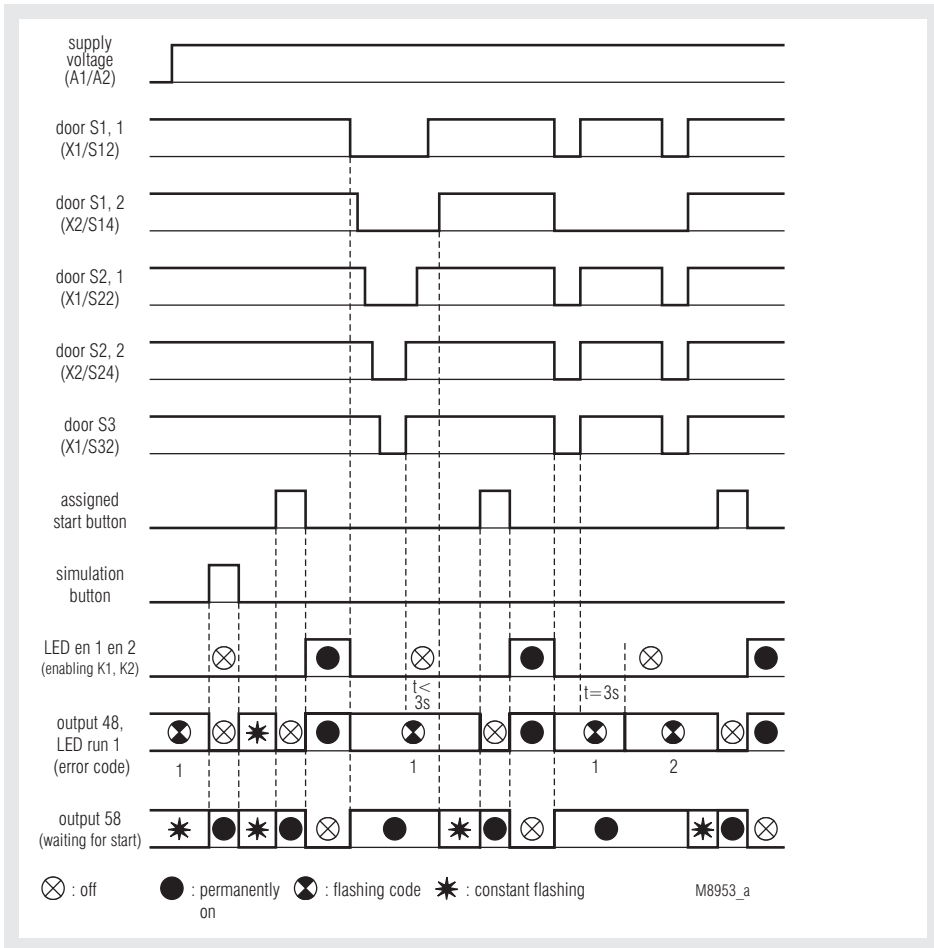 supply
voltage
(A1/A2)
door S1, 1
(X1/S12)
door S1, 2
(X2/S14)
door S2, 1
(X1/S22)
door S2, 2
(X2/S24)
door S3
(X1/S32)
assigned
start button
simulation
button
LED en 1 en 2
(enabling K1, K2)
t<
3s
t=3s
output 48,
LED run 1
(error code)
1
1
1
2
output 58
(waiting for start)
: off
: permanently
on
: flashing code
: constant flashing
M8953_a